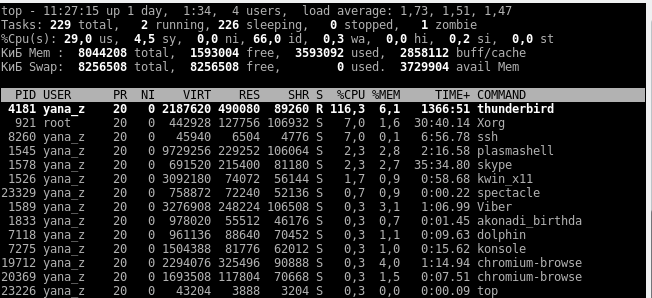 top - 11:27:15 up 1 day,  1:34,  4 users,  load average: 1,73, 1,51, 1,47
Tasks: 229 total,   2 running, 226 sleeping,   0 stopped,   1 zombie
%Cpu(s): 29,0 us,  4,5 sy,  0,0 ni, 66,0 id,  0,3 wa,  0,0 hi,  0,2 si,  0,0 st
КиБ Mem :  8044208 total,  1593004 free,  3593092 used,  2858112 buff/cache
КиБ Swap:  8256508 total,  8256508 free,        0 used.  3729904 avail Mem
PID USER      PR  NI    VIRT    RES    SHR S  %CPU %MEM     TIME+ COMMAND
4181 yana_z    20   0 2187620 490080  89260 R 116,3  6,1   1366:51 thunderbird
921 root      20   0  442928 127756 106932 S   7,0  1,6  30:40.14 Xorg
8260 yana_z    20   0   45940   6504   4776 S   7,0  0,1   6:56.78 ssh
1545 yana_z    20   0 9729256 229252 106064 S   2,3  2,8   2:16.58 plasmashell
1578 yana_z    20   0  691520 215400  81180 S   2,3  2,7  35:34.80 skype
1526 yana_z    20   0 3092180  74072  56144 S   1,7  0,9   0:58.68 kwin_x11
23329 yana_z    20   0  758872  72240  52136 S   0,7  0,9   0:00.22 spectacle
1589 yana_z    20   0 3276908 248224 106508 S   0,3  3,1   1:06.99 Viber
1833 yana_z    20   0  978020  55512  46176 S   0,3  0,7   0:01.45 akonadi_birthda
7118 yana_z    20   0  961136  88640  70452 S   0,3  1,1   0:09.63 dolphin
7275 yana_z    20   0 1504388  81776  62012 S   0,3  1,0   0:15.62 konsole
19713 yana_z    20   0 2294076 325496  90888 S   0,3  4,0   1:14.94 chromium-browse
20369 yana_z    20   0 1693508 117804  70668 S   0,3  1,5   0:07.51 chromium-browse
23226 yana_z    20   0   43204   3888   3204 S   0,3  0,0   0:00.09 top